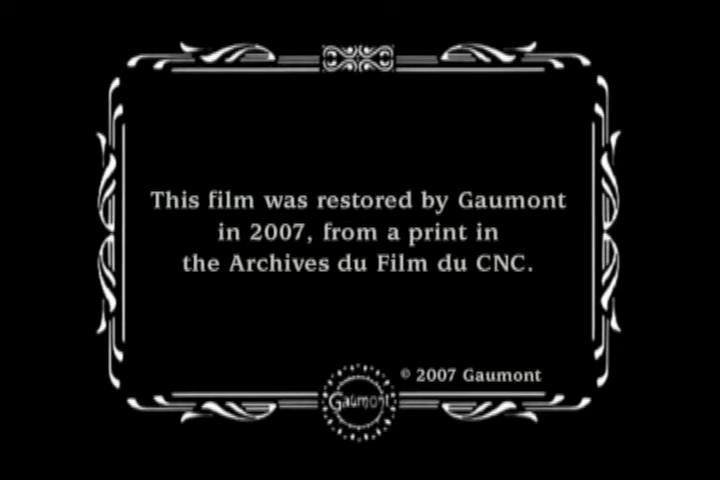 This film was restored by Gaumont
in 2007, from a print in
the Archives du Film du CNC.
© 2007 Gaumont
Gaumont